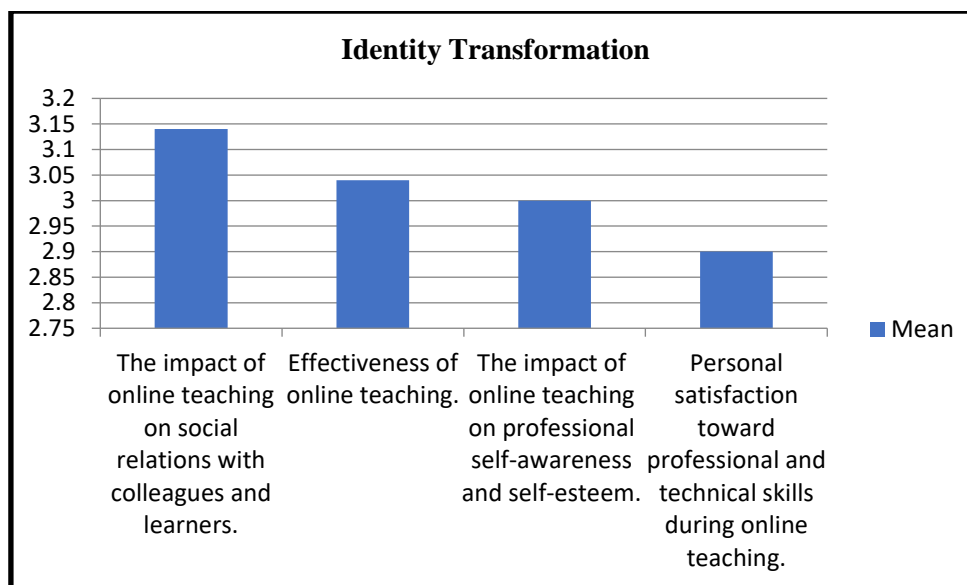 Identity Transformation
3.2
3.15
3.1
3.05
3
2.95
2.9
2.85
2.8
2.75
The impact of
online teaching
on social
relations with
colleagues and
learners.
Effectiveness of
online teaching.
The impact of
online teaching
on professional
self-awareness
and self-esteem.
Personal
satisfaction
toward
professional and
technical skills
during online
teaching.
Mean